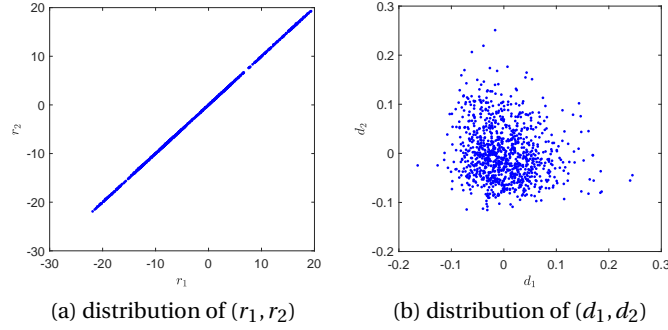 20
10
0
-10
-20
-30
r2
-30 -20 -10 0 10 20
r1
(a) distribution of (r1, r2)
0.3
0.2
0.1
0
-0.1
-0.2
d2
-0.2 -0.1 0 0.1 0.2 0.3
d1
(b) distribution of (d1, d2)